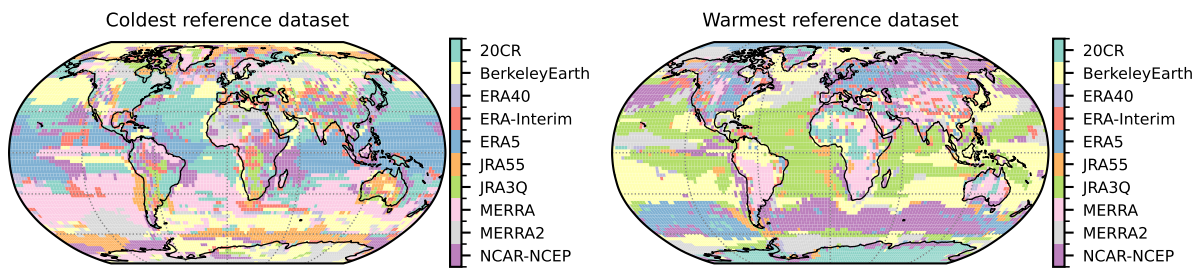 Coldest reference dataset
20CR
BerkeleyEarth
ERA40
ERA-Interim
ERA5
JRA55
JRA3Q
MERRA
MERRA2
NCAR-NCEP
Warmest reference dataset
20CR
BerkeleyEarth
ERA40
ERA-Interim
ERA5
JRA55
JRA3Q
MERRA
MERRA2
NCAR-NCEP